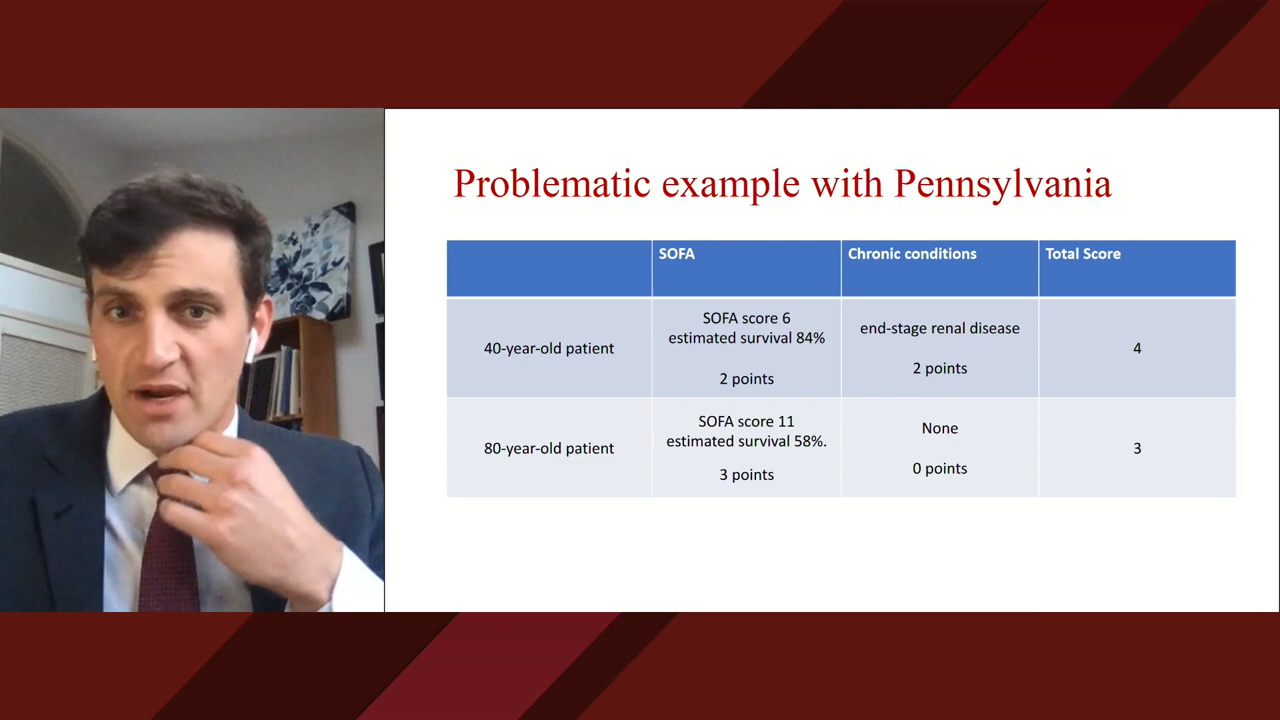 Problematic example with Pennsylvania
SOFA
Chronic conditions
Total Score
40-year-old patient
SOFA score 6
estimated survival 84%
2 points
end-stage renal disease
2 points
4
80-year-old patient
SOFA score 11
estimated survival 58%.
3 points
None
0 points
3